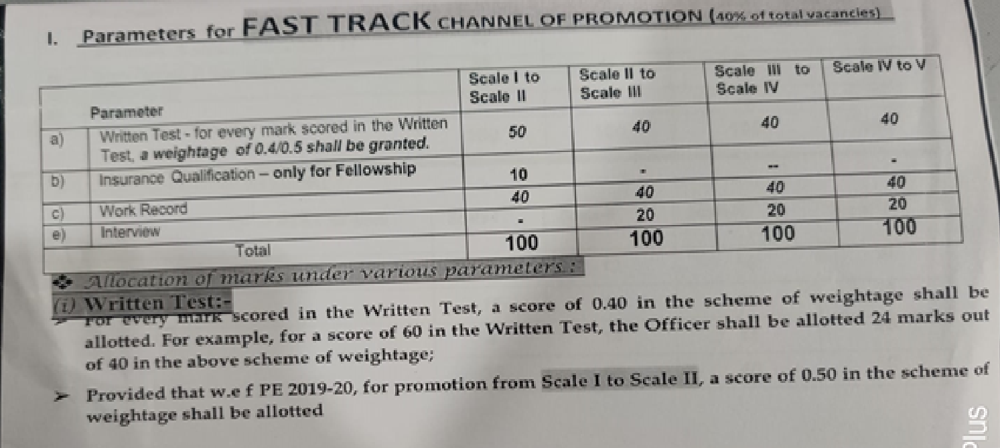 I. Parameters for FAST TRACK CHANNEL OF PROMOTION (40% of total vacancies)
Parameter Scale I to Scale II Scale II to Scale III Scale III to Scale IV Scale IV to V
a) Written Test - for every mark scored in the Written Test, a weightage of 0.4/0.5 shall be granted. 50 40 40 40
b) Insurance Qualification – only for Fellowship 10 - -- -
c) Work Record 40 40 40 40
e) Interview - 20 20 20
Total 100 100 100 100
❖ Allocation of marks under various parameters.:
(i) Written Test:-
➢ For every mark scored in the Written Test, a score of 0.40 in the scheme of weightage shall be
allotted. For example, for a score of 60 in the Written Test, the Officer shall be allotted 24 marks out
of 40 in the above scheme of weightage;
➢ Provided that w.e f PE 2019-20, for promotion from Scale I to Scale II, a score of 0.50 in the scheme of
weightage shall be allotted
Plus